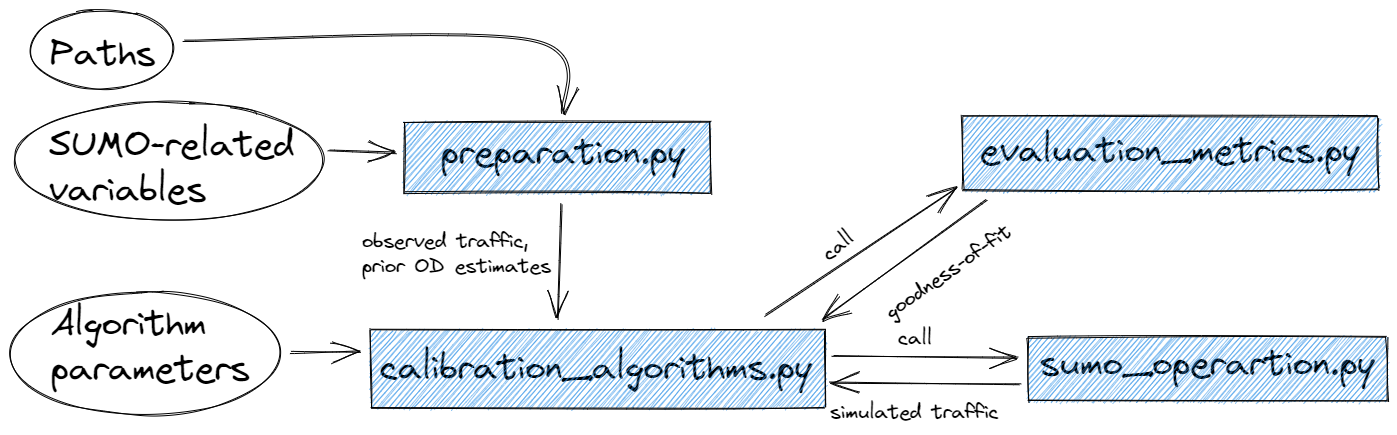 Paths
SUMO-related
variables
preparation.py
evaluation_metrics.py
observed traffic,
prior OD estimates
call
goodness-of-fit
Algorithm
parameters
calibration_algorithms.py
call
sumo_operartion.py
simulated traffic